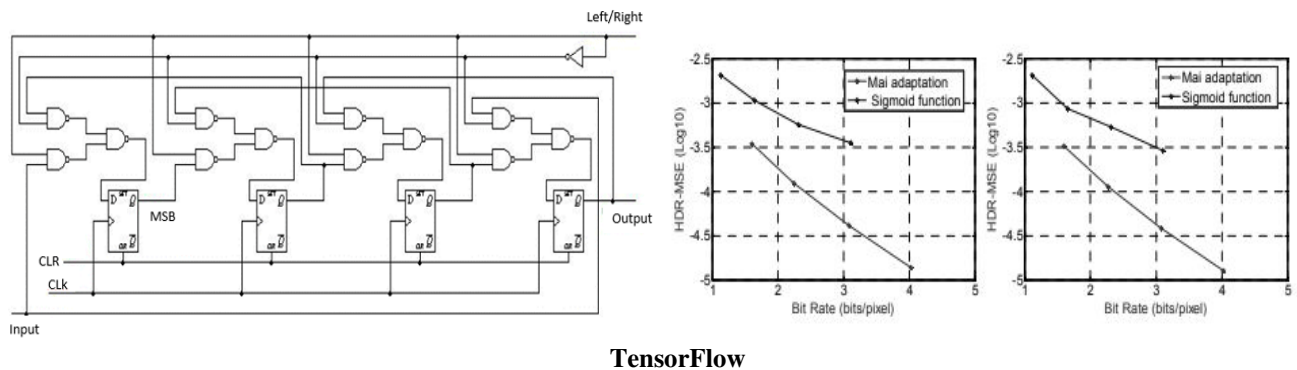 Left/Right
D
D
D
D
MSB
Output
CLR
CLk
Input
-2.5
-3
-3.5
-4
-4.5
-5
1
2
3
4
5
HDR-MSE (Log10)
Bit Rate (bits/pixel)
Mai adaptation
Sigmoid function
-2.5
-3
-3.5
-4
-4.5
-5
1
2
3
4
5
HDR-MSE (Log10)
Bit Rate (bits/pixel)
Mai adaptation
Sigmoid function
TensorFlow